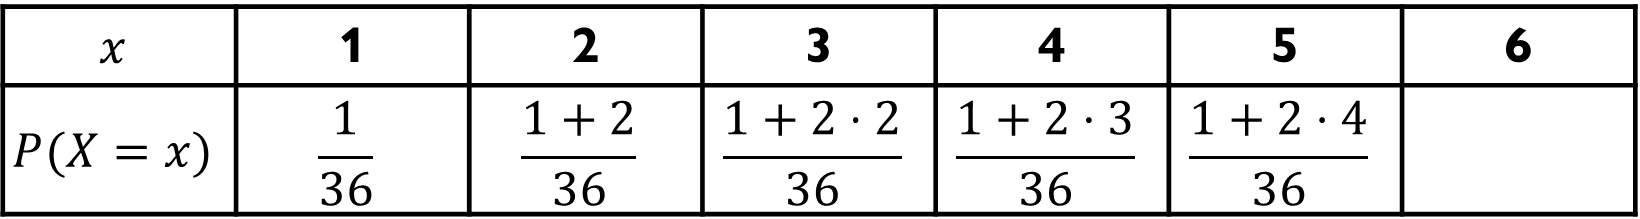 x 1 2 3 4 5 6
P(X = x) 1/36 1 + 2/36 1 + 2 · 2/36 1 + 2 · 3/36 1 + 2 · 4/36